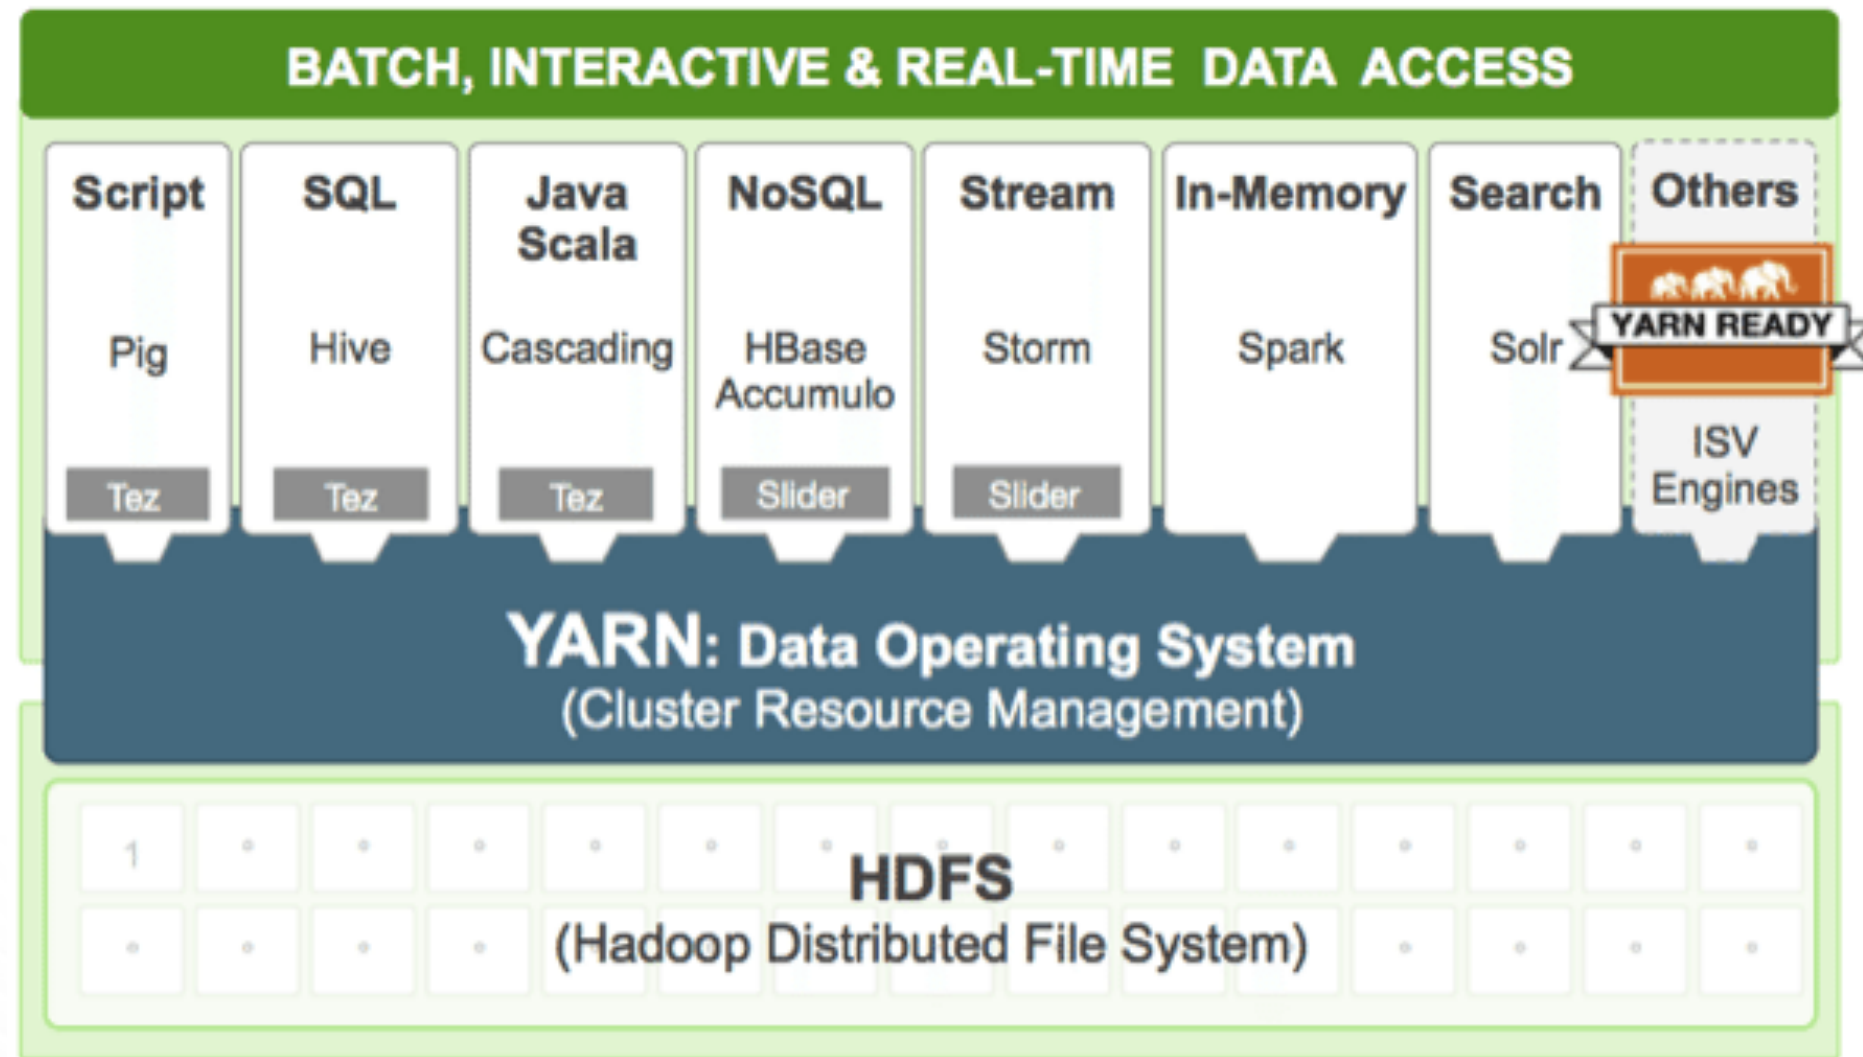 BATCH, INTERACTIVE & REAL-TIME DATA ACCESS
Script
Pig
Tez
SQL
Hive
Tez
Java
Scala
Cascading
Tez
NoSQL
HBase
Accumulo
Slider
Stream
Storm
Slider
In-Memory
Spark
Search
Solr
Others
YARN READY
ISV
Engines
YARN: Data Operating System
(Cluster Resource Management)
1
HDFS
(Hadoop Distributed File System)